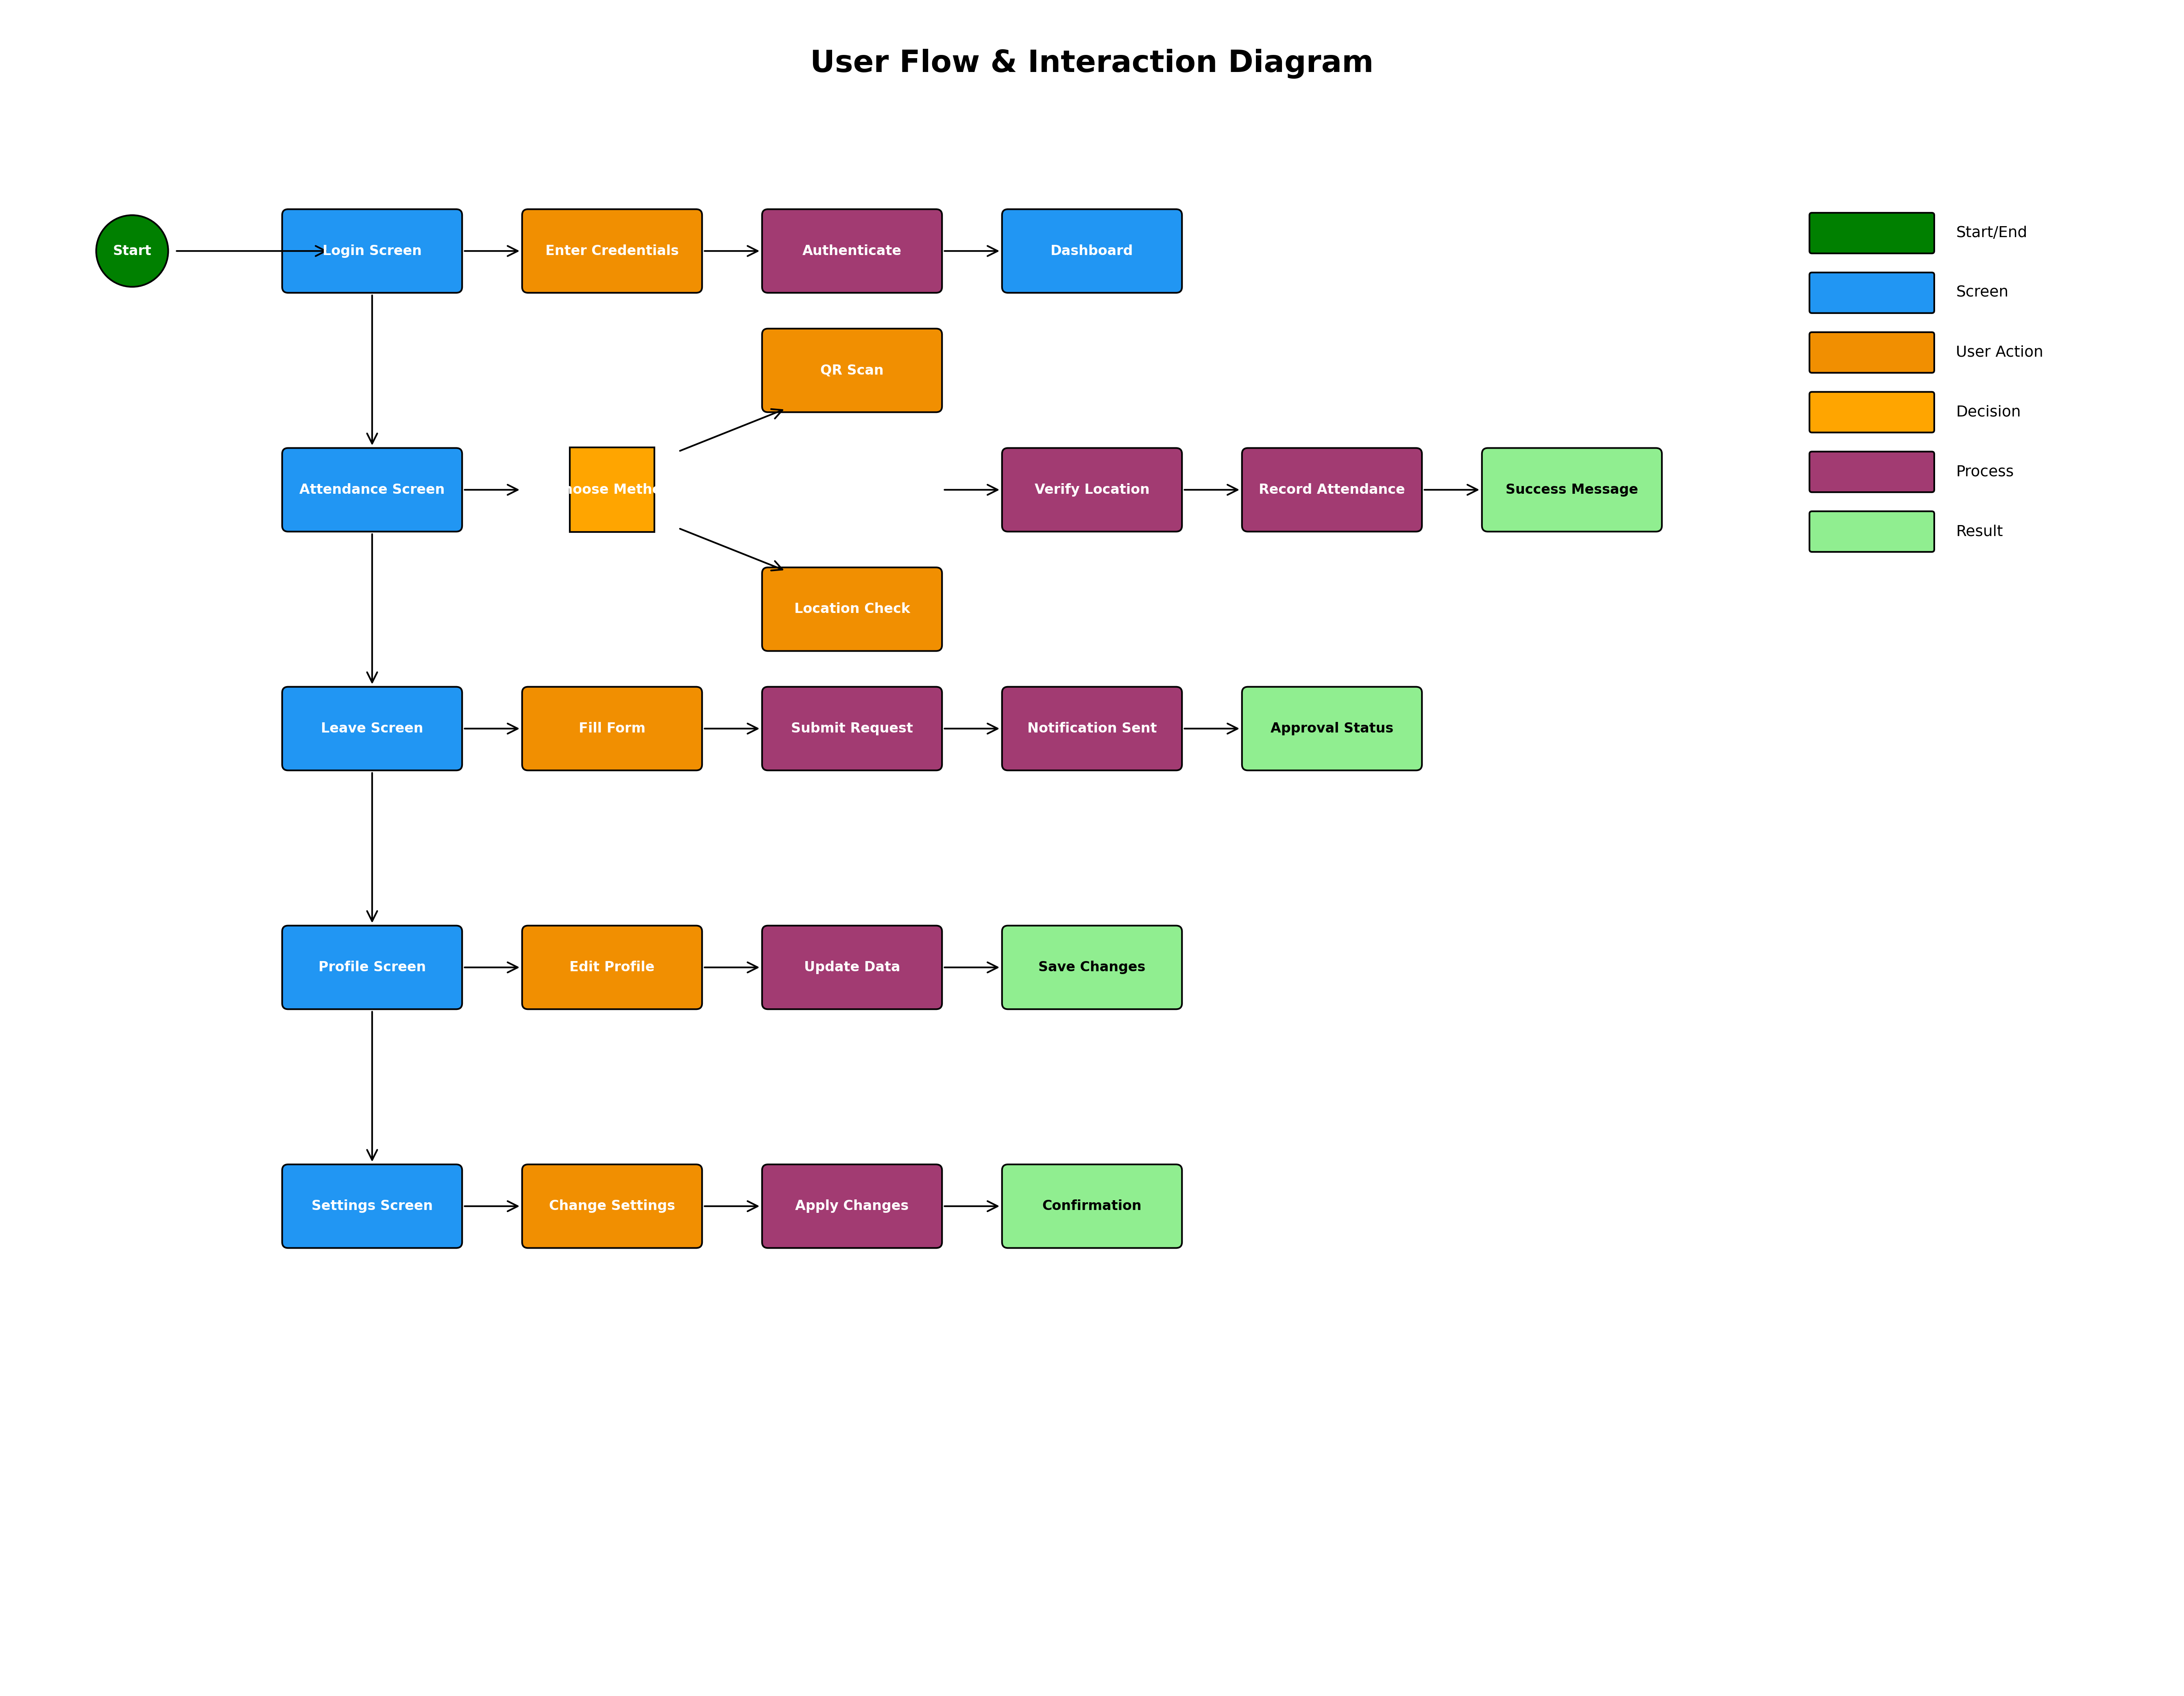 User Flow & Interaction Diagram
Start
Login Screen
Enter Credentials
Authenticate
Dashboard
QR Scan
Attendance Screen
hoose Meth
Verify Location
Record Attendance
Success Message
Location Check
Leave Screen
Fill Form
Submit Request
Notification Sent
Approval Status
Profile Screen
Edit Profile
Update Data
Save Changes
Settings Screen
Change Settings
Apply Changes
Confirmation
Start/End
Screen
User Action
Decision
Process
Result